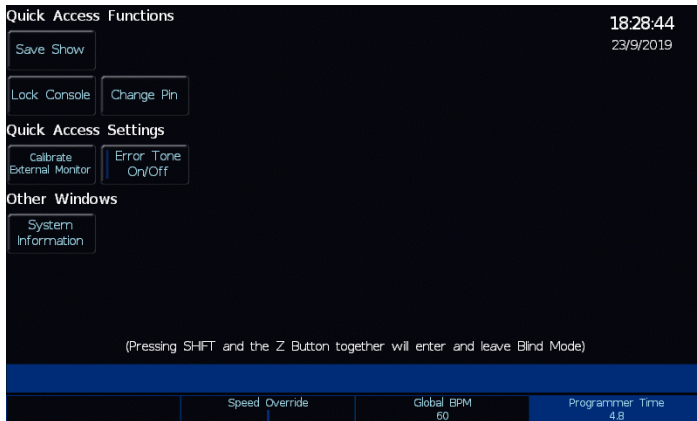 Quick Access Functions
18:28:44
23/9/2019
Save Show
Lock Console
Change Pin
Quick Access Settings
Calibrate
External Monitor
Error Tone
On/Off
Other Windows
System
Information
(Pressing SHIFT and the Z Button together will enter and leave Blind Mode)
Speed Override
Global BPM
60
Programmer Time
4.8